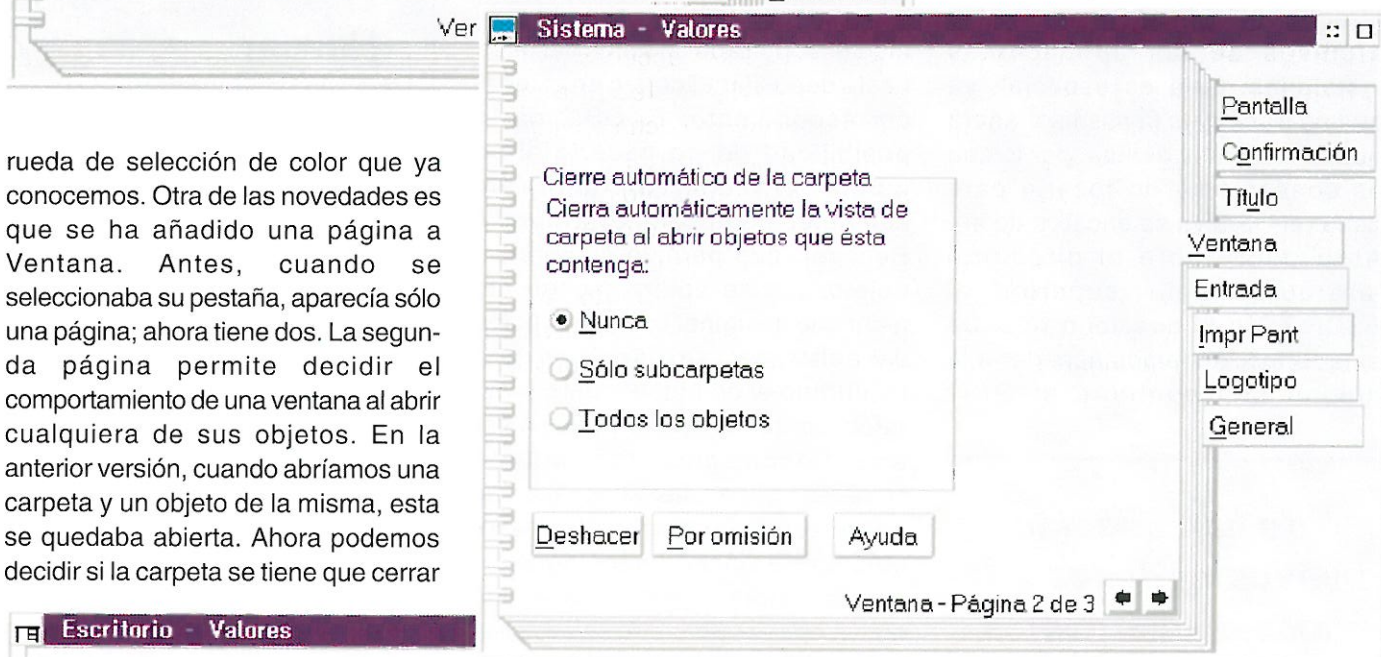 Ver
rueda de selección de color que ya
conocemos. Otra de las novedades es
que se ha añadido una página a
Ventana. Antes, cuando se
seleccionaba su pestaña, aparecía sólo
una página; ahora tiene dos. La segun-
da página permite decidir el
comportamiento de una ventana al abrir
cualquiera de sus objetos. En la
anterior versión, cuando abríamos una
carpeta y un objeto de la misma, esta
se quedaba abierta. Ahora podemos
decidir si la carpeta se tiene que cerrar
Escritorio - Valores
Sistema - Valores
Cierre automático de la carpeta
Cierra automáticamente la vista de
carpeta al abrir objetos que ésta
contenga:
Nunca
Sólo subcarpetas
Todos los objetos
Deshacer Por omisión Ayuda
Ventana - Página 2 de 3
Pantalla
Confirmación
Título
Ventana
Entrada
Impr Pant
Logotipo
General